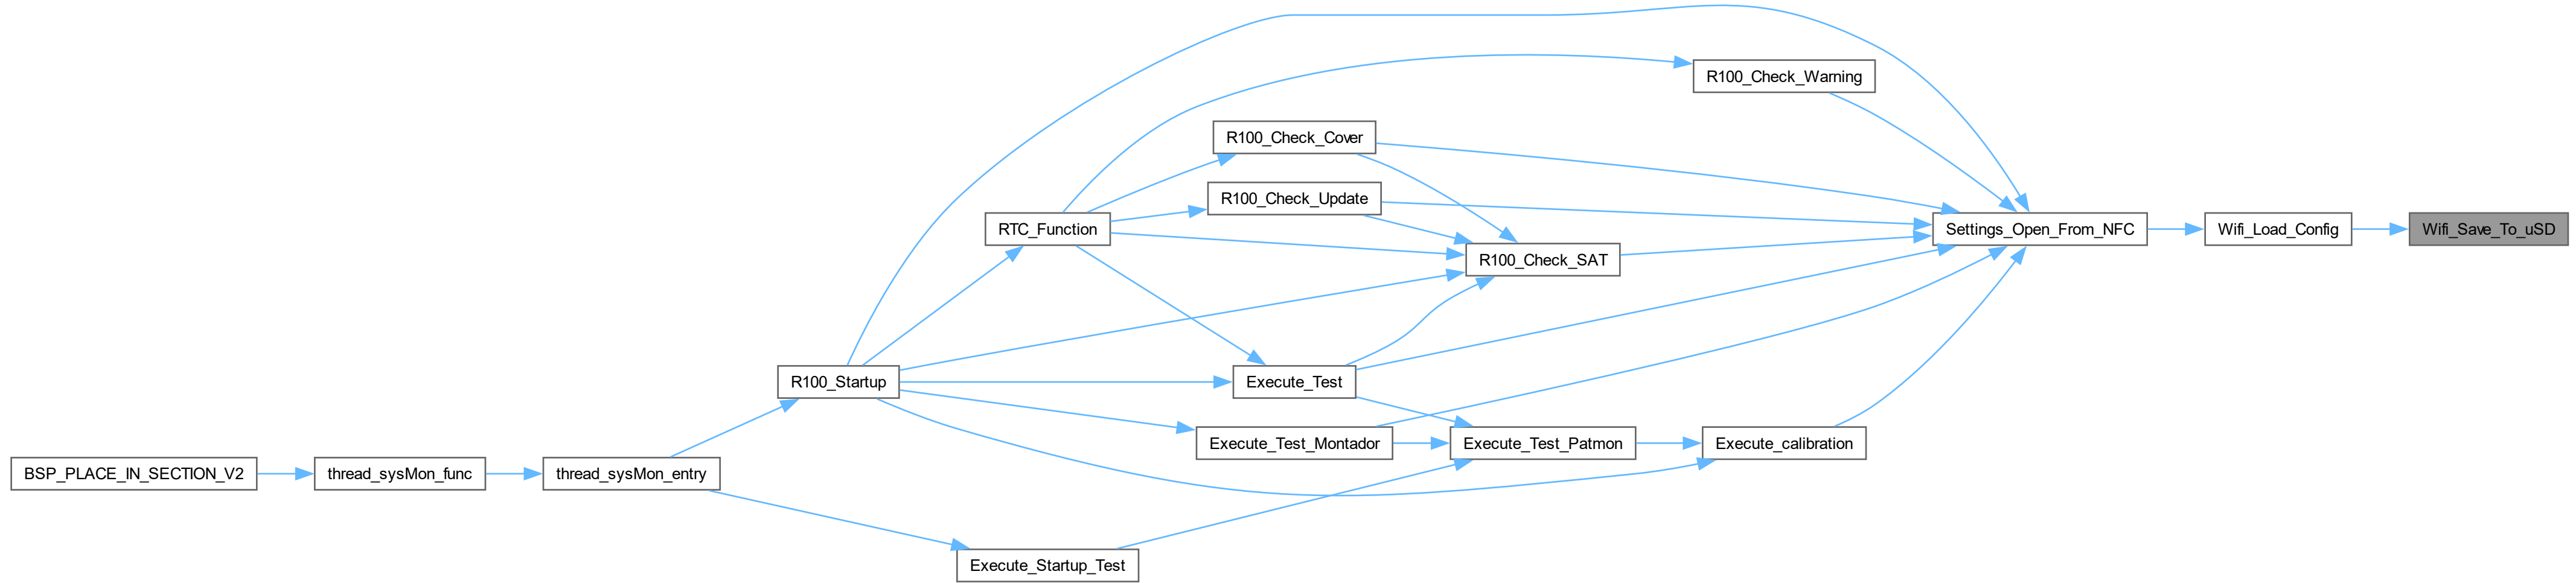 R100_Check_Warning
R100_Check_Cover
R100_Check_Update
RTC_Function
Settings_Open_From_NFC
Wifi_Load_Config
Wifi_Save_To_uSD
R100_Check_SAT
R100_Startup
Execute_Test
Execute_Test_Montador
Execute_Test_Patmon
Execute_calibration
BSP_PLACE_IN_SECTION_V2
thread_sysMon_func
thread_sysMon_entry
Execute_Startup_Test